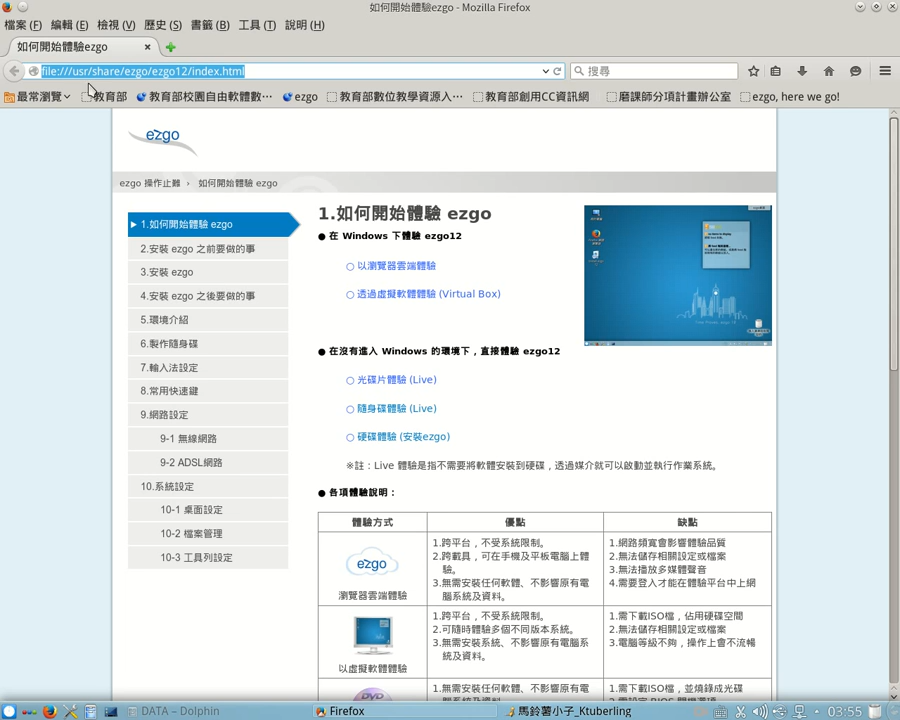 如何開始體驗ezgo - Mozilla Firefox
檔案 (F) 編輯 (E) 檢視 (V) 歷史 (S) 書籤 (B) 工具 (T) 說明 (H)
如何開始體驗ezgo
file:///usr/share/ezgo/ezgo12/index.html
搜尋
最常瀏覽 教育部 教育部校園自由軟體數… ezgo 教育部數位教學資源入… 教育部創用CC資訊網 磨課師分項計畫辦公室 ezgo, here we go!
ezgo
ezgo 操作止難 › 如何開始體驗 ezgo
1.如何開始體驗 ezgo
2.安裝 ezgo 之前要做的事
3.安裝 ezgo
4.安裝 ezgo 之後要做的事
5.環境介紹
6.製作隨身碟
7.輸入法設定
8.常用快速鍵
9.網路設定
9-1 無線網路
9-2 ADSL網路
10.系統設定
10-1 桌面設定
10-2 檔案管理
10-3 工具列設定
1.如何開始體驗 ezgo
● 在 Windows 下體驗 ezgo12
○ 以瀏覽器雲端體驗
○ 透過虛擬軟體體驗 (Virtual Box)
● 在沒有進入 Windows 的環境下，直接體驗 ezgo12
○ 光碟片體驗 (Live)
○ 隨身碟體驗 (Live)
○ 硬碟體驗 (安裝ezgo)
※註：Live 體驗是指不需要將軟體安裝到硬碟，透過媒介就可以啟動並執行作業系統。
● 各項體驗說明：
體驗方式 優點 缺點
ezgo
瀏覽器雲端體驗
1.跨平台，不受系統限制。
2.跨載具，可在手機及平板電腦上體
驗。
3.無需安裝任何軟體、不影響原有電
腦系統及資料。
1.網路頻寬會影響體驗品質
2.無法儲存相關設定或檔案
3.無法播放多媒體聲音
4.需要登入才能在體驗平台中上網
以虛擬軟體體驗
1.跨平台，不受系統限制。
2.可隨時體驗多個不同版本系統。
3.無需安裝系統、不影響原有電腦系
統及資料。
1.需下載ISO檔，佔用硬碟空間
2.無法儲存相關設定或檔案
3.電腦等級不夠，操作上會不流暢
DVD
1.無需安裝系統、不影響原有電腦系
1.需下載ISO檔，並燒錄成光碟
DATA – Dolphin
Firefox
馬鈴薯小子_Ktuberling
03:55